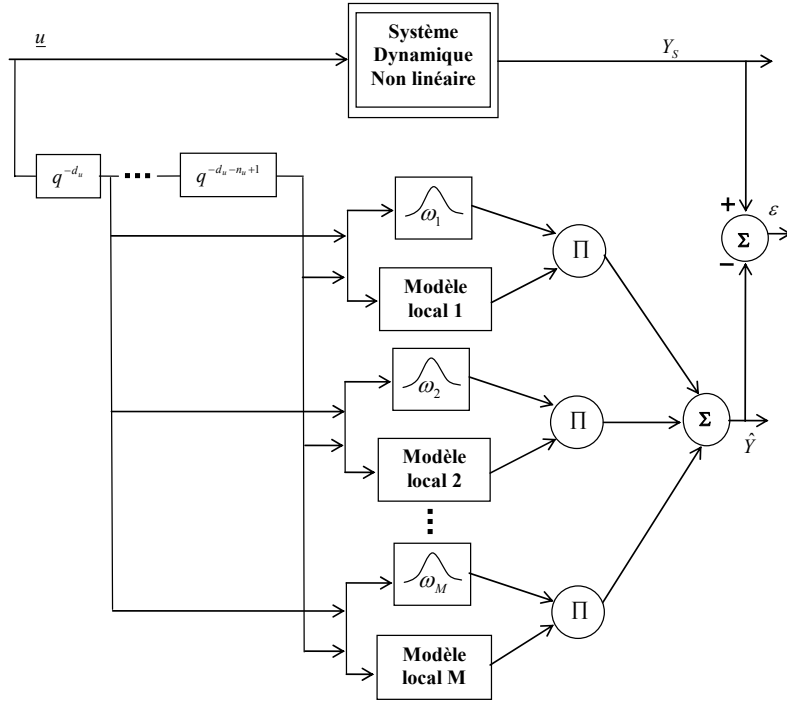 u
Système
Dynamique
Non linéaire
Y_S
q^{-d_u}
...
q^{-d_u-n_u+1}
+
ε
Σ
−
ω_1
Π
Modèle
local 1
ω_2
Π
Σ
Ŷ
Modèle
local 2
⋮
ω_M
Π
Modèle
local M